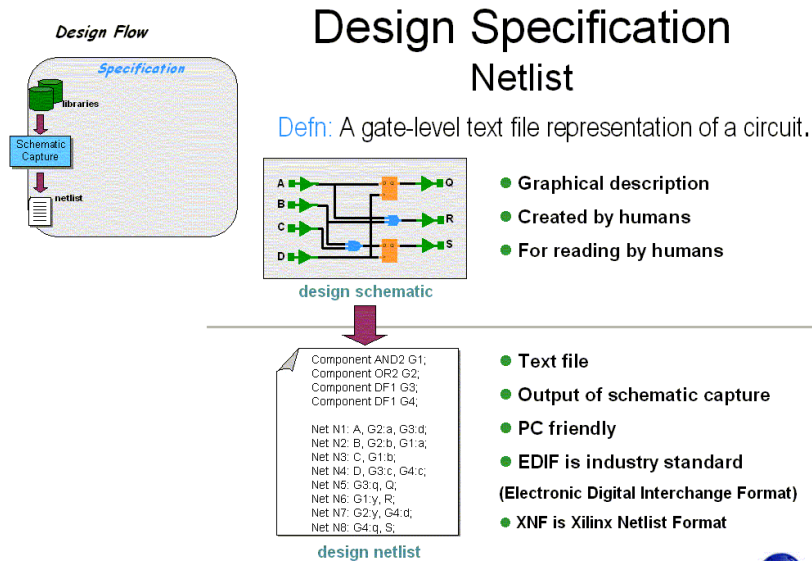 Design Flow
Specification
libraries
Schematic
Capture
netlist
Design Specification
Netlist
Defn: A gate-level text file representation of a circuit.
A
B
C
D
Q
R
S
design schematic
Graphical description
Created by humans
For reading by humans
Component AND2 G1;
Component OR2 G2;
Component DF1 G3;
Component DF1 G4;
Net N1: A, G2:a, G3:d;
Net N2: B, G2:b, G1:a;
Net N3: C, G1:b;
Net N4: D, G3:c, G4:c;
Net N5: G3:q, Q;
Net N6: G1:y, R;
Net N7: G2:y, G4:d;
Net N8: G4:q, S;
design netlist
Text file
Output of schematic capture
PC friendly
EDIF is industry standard
(Electronic Digital Interchange Format)
XNF is Xilinx Netlist Format